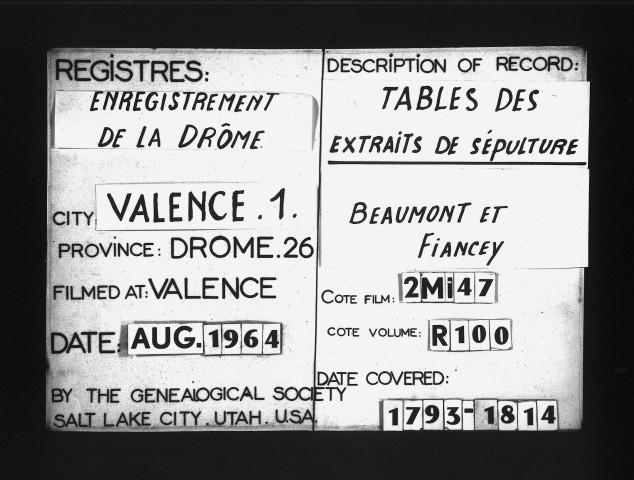 REGISTRES:
ENREGISTREMENT
DE LA DRÔME
CITY: VALENCE.1.
PROVINCE: DROME.26
FILMED AT: VALENCE
DATE: AUG. 1964
BY THE GENEALOGICAL SOCIETY
SALT LAKE CITY. UTAH. U.S.A.
DESCRIPTION OF RECORD:
TABLES DES
EXTRAITS DE SÉPULTURE
BEAUMONT ET
FIANCEY
COTE FILM: 2Mi47
COTE VOLUME: R100
DATE COVERED:
1793-1814